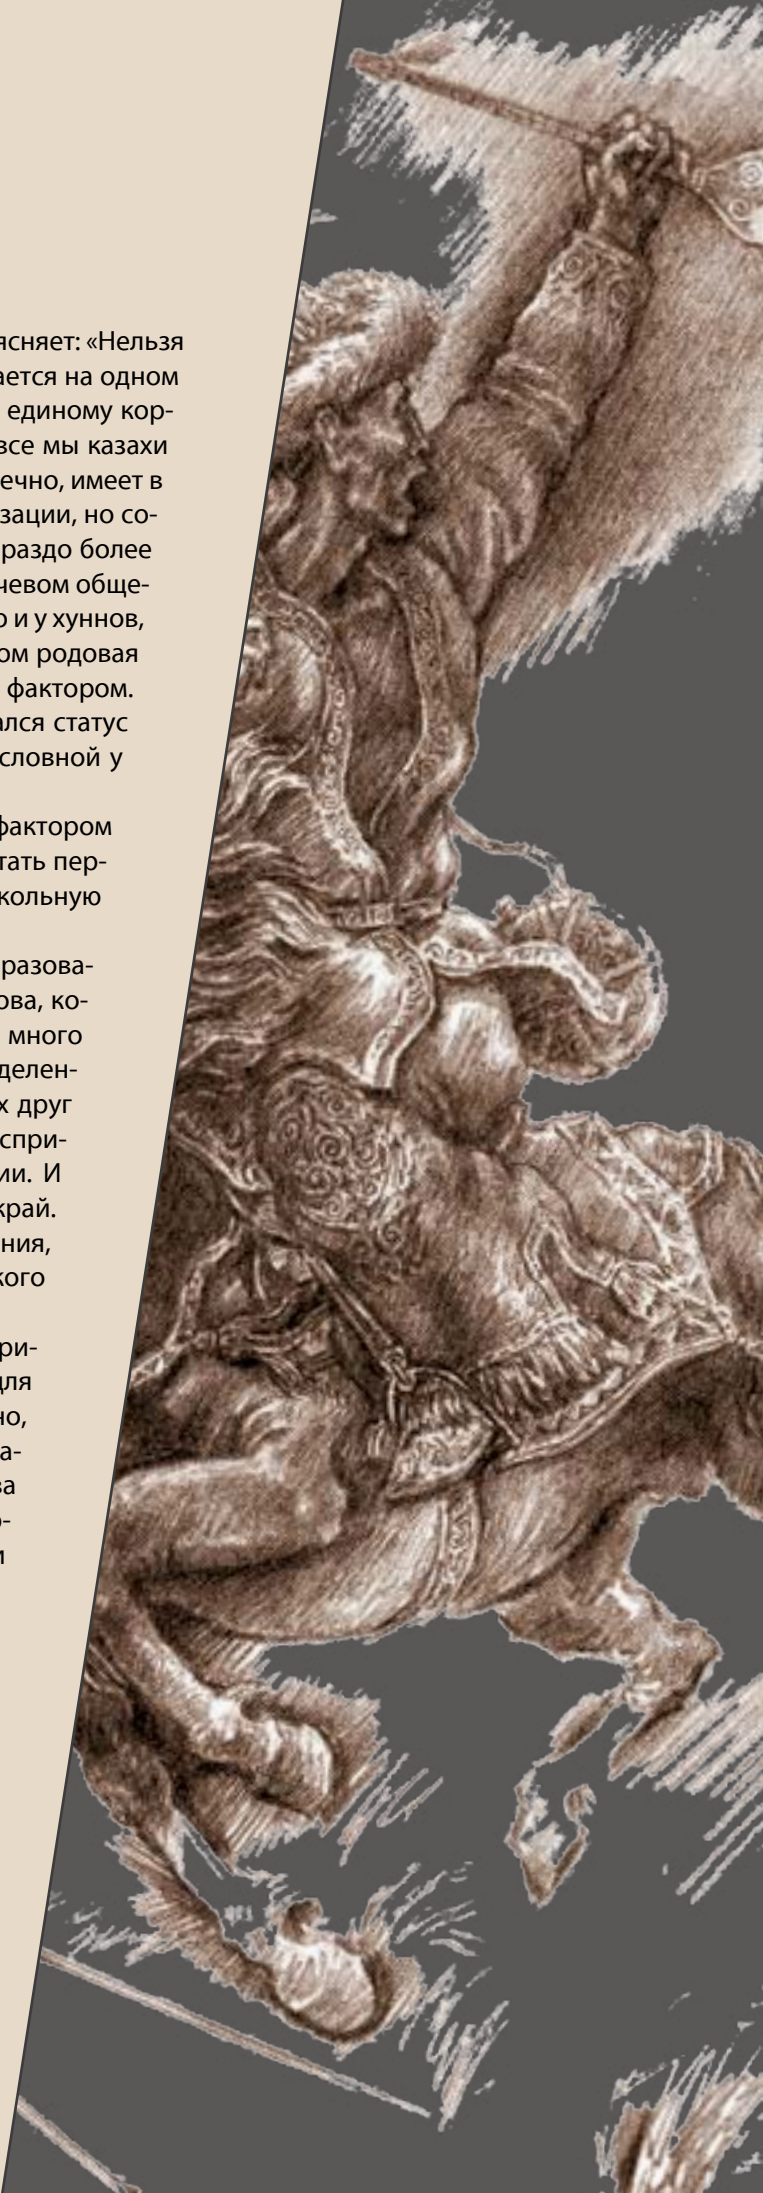 ясняет: «Нельзя
ается на одном
единому кор-
все мы казахи
ечно, имеет в
зации, но со-
раздо более
чевом обще-
о и у хуннов,
ом родовая
фактором.
ался статус
словной у
фактором
тать пер-
кольную
разова-
ова, ко-
много
делен-
х друг
спри-
ии. И
край.
ния,
кого
ри-
для
но,
а-
ва
о-
и